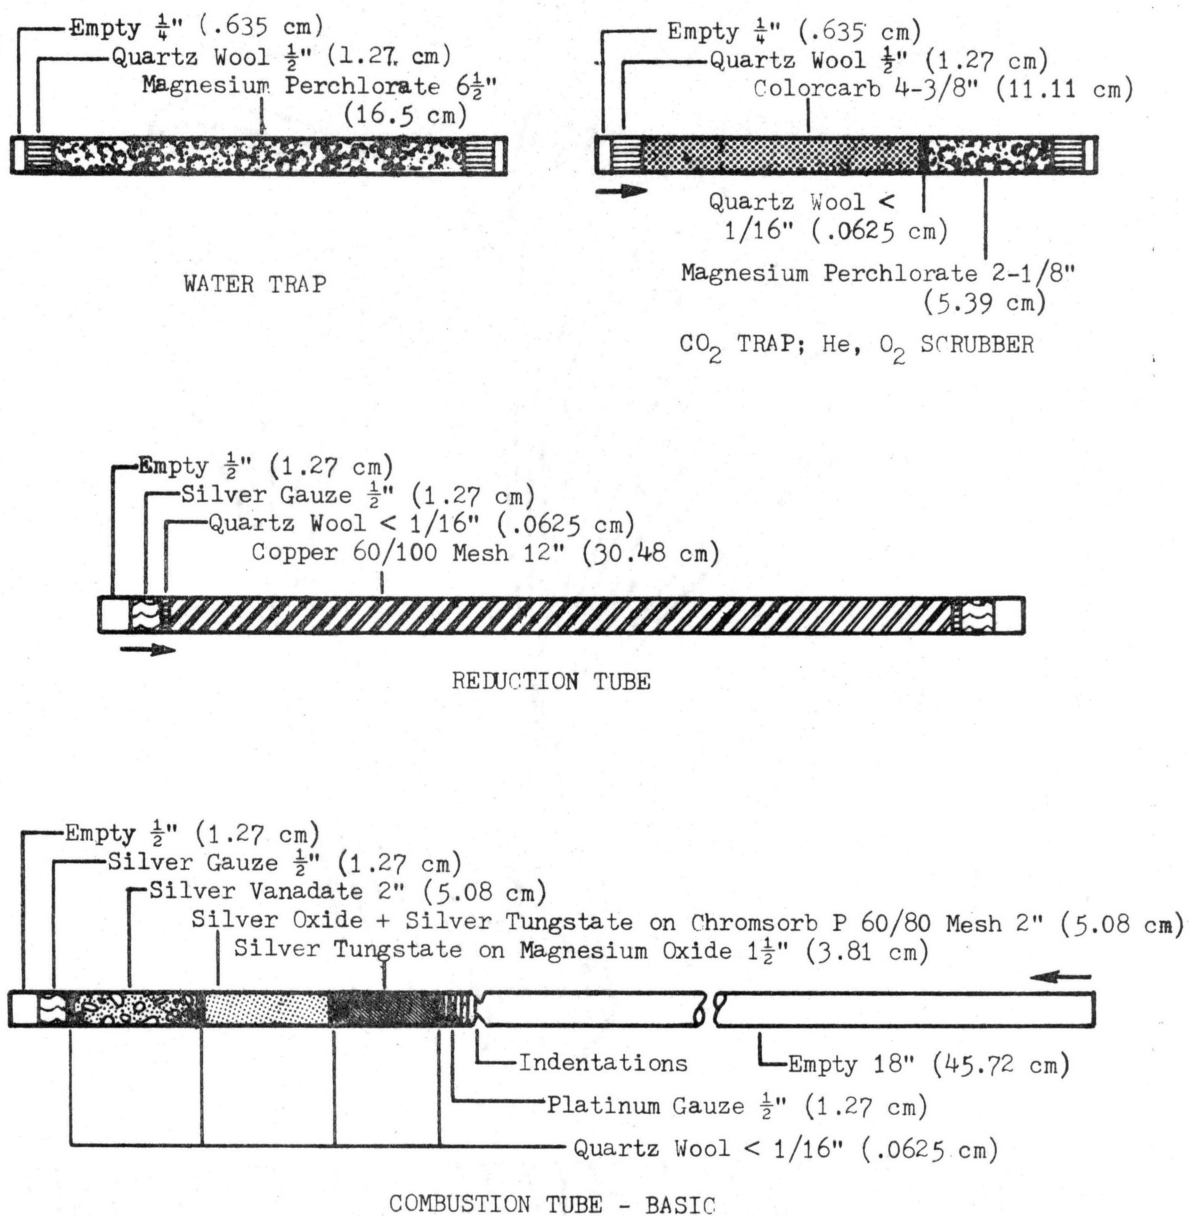 Empty ¼" (.635 cm)
Quartz Wool ½" (1.27 cm)
Magnesium Perchlorate 6½"
(16.5 cm)
WATER TRAP
Empty ¼" (.635 cm)
Quartz Wool ½" (1.27 cm)
Colorcarb 4-3/8" (11.11 cm)
Quartz Wool <
1/16" (.0625 cm)
Magnesium Perchlorate 2-1/8"
(5.39 cm)
CO₂ TRAP; He, O₂ SCRUBBER
Empty ½" (1.27 cm)
Silver Gauze ½" (1.27 cm)
Quartz Wool < 1/16" (.0625 cm)
Copper 60/100 Mesh 12" (30.48 cm)
REDUCTION TUBE
Empty ½" (1.27 cm)
Silver Gauze ½" (1.27 cm)
Silver Vanadate 2" (5.08 cm)
Silver Oxide + Silver Tungstate on Chromsorb P 60/80 Mesh 2" (5.08 cm)
Silver Tungstate on Magnesium Oxide 1½" (3.81 cm)
Indentations
Empty 18" (45.72 cm)
Platinum Gauze ½" (1.27 cm)
Quartz Wool < 1/16" (.0625 cm)
COMBUSTION TUBE - BASIC